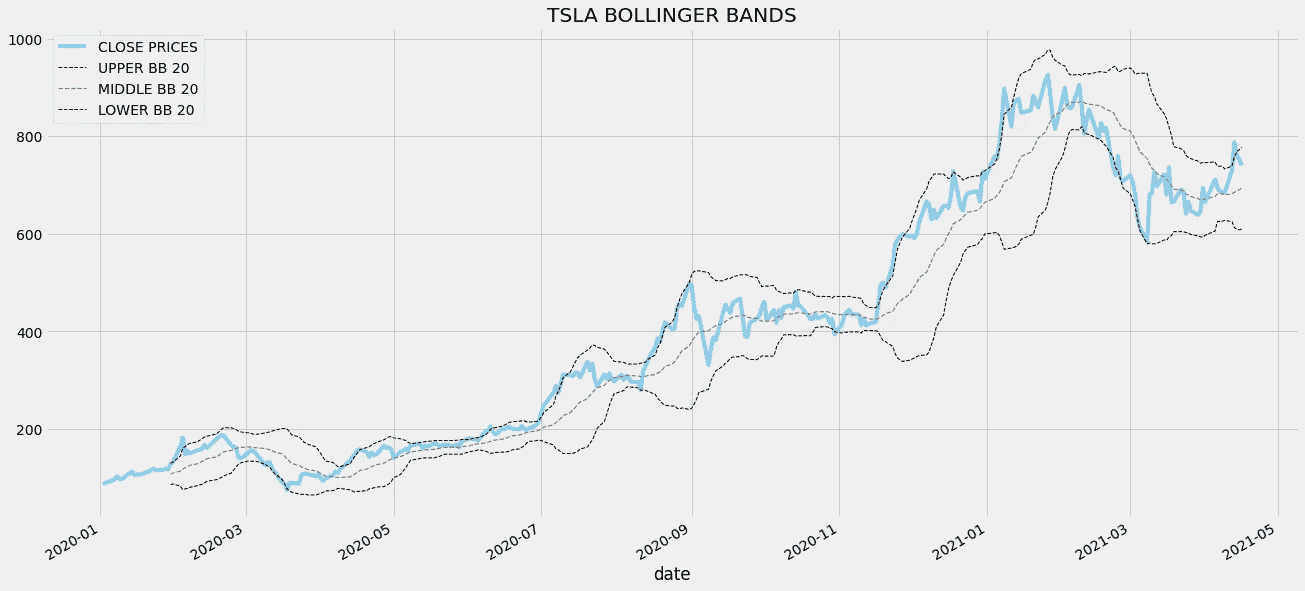 TSLA BOLLINGER BANDS
CLOSE PRICES
UPPER BB 20
MIDDLE BB 20
LOWER BB 20
1000
800
600
400
200
2020-01
2020-03
2020-05
2020-07
2020-09
2020-11
2021-01
2021-03
2021-05
date